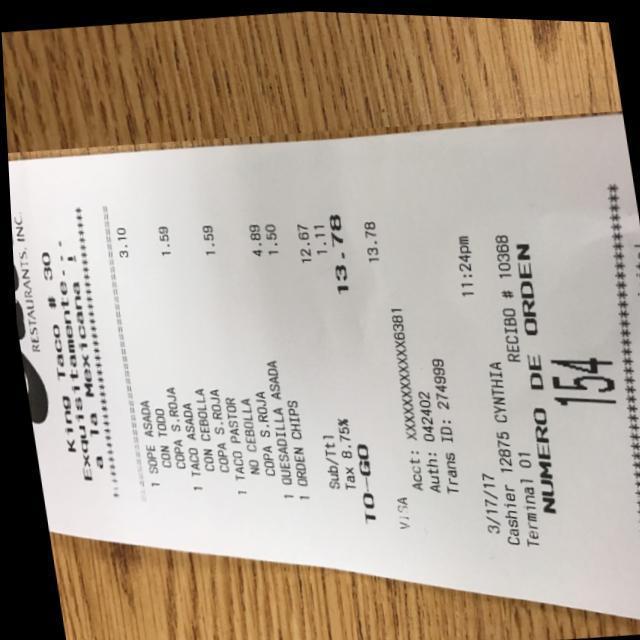 RESTAURANTS, INC.
King Taco # 30
Exquisitamente---
a la Mexicana !
1 SOPE ASADA 3.10
CON TODO
COPA S.ROJA
1 TACO ASADA 1.59
CON CEBOLLA
COPA S.ROJA
1 TACO PASTOR 1.59
NO CEBOLLA
COPA S.ROJA
1 QUESADILLA ASADA 4.89
1 ORDEN CHIPS 1.50
Sub/Ttl 12.67
Tax 8.75% 1.11
TO-GO 13.78
VISA 13.78
Acct: XXXXXXXXXXXX6381
Auth: 042402
Trans ID: 274999
3/17/17 11:24pm
Cashier 12875 CYNTHIA
Terminal 01 RECIBO # 10388
NUMERO DE ORDEN
154